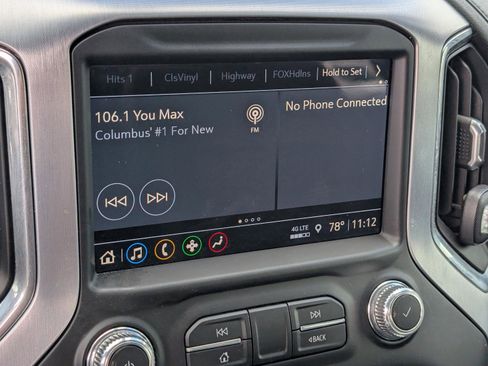 Hits 1 ClsVinyl Highway FOXHdlns Hold to Set
106.1 You Max
Columbus' #1 For New
FM
No Phone Connected
4G LTE 78° 11:12
BACK